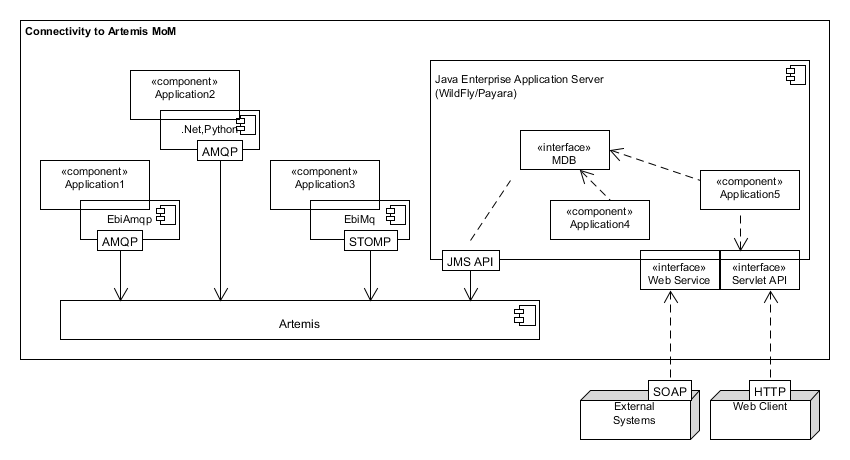 Connectivity to Artemis MoM
«component»
Application2
.Net,Python
AMQP
«component»
Application1
EbiAmqp
AMQP
«component»
Application3
EbiMq
STOMP
Java Enterprise Application Server
(WildFly/Payara)
«interface»
MDB
«component»
Application4
«component»
Application5
JMS API
«interface»
Web Service
«interface»
Servlet API
Artemis
SOAP
External
Systems
HTTP
Web Client